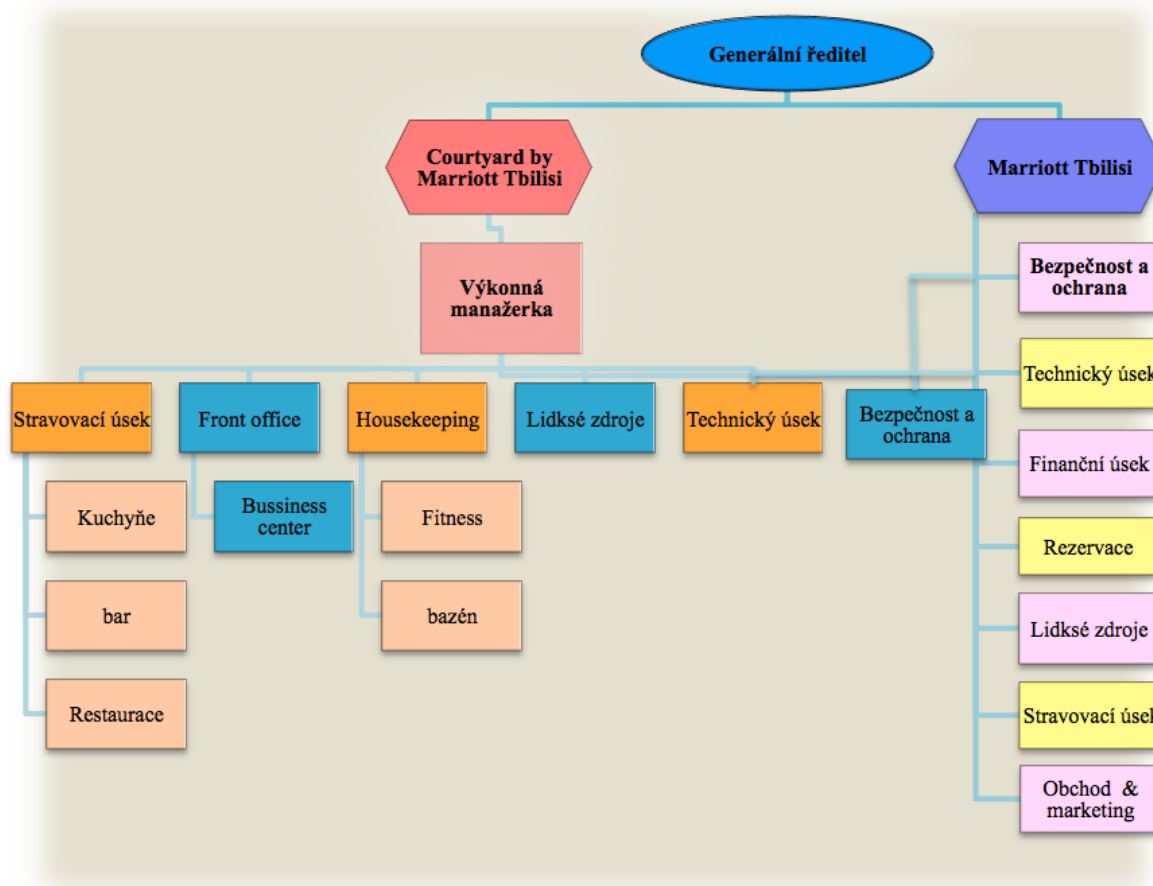 Generální ředitel
Courtyard by
Marriott Tbilisi
Marriott Tbilisi
Výkonná
manažerka
Bezpečnost a
ochrana
Technický úsek
Stravovací úsek
Front office
Housekeeping
Lidksé zdroje
Technický úsek
Bezpečnost a
ochrana
Finanční úsek
Kuchyňe
Bussiness
center
Fitness
Rezervace
bar
bazén
Lidksé zdroje
Restaurace
Stravovací úsek
Obchod & 
marketing